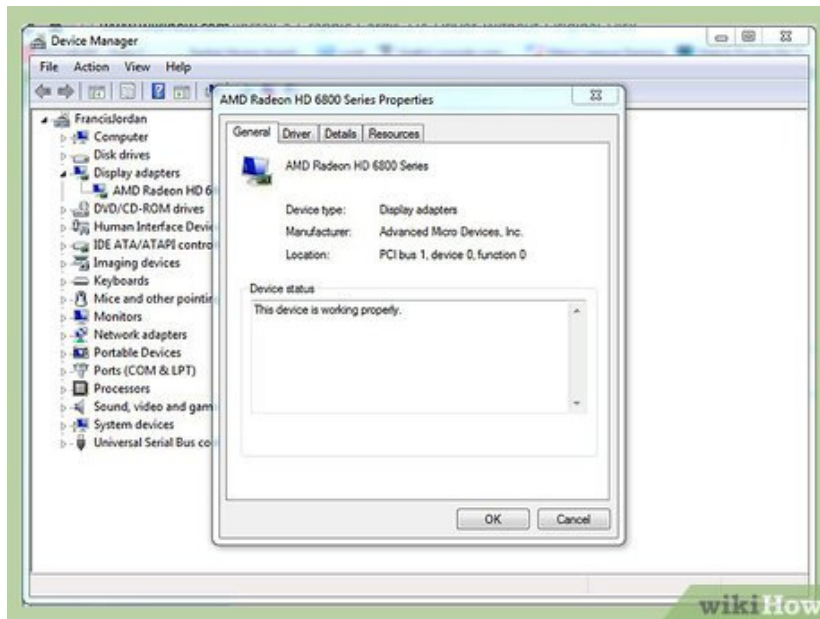 Device Manager
File Action View Help
FrancisJordan
Computer
Disk drives
Display adapters
AMD Radeon HD 6
DVD/CD-ROM drives
Human Interface Devic
IDE ATA/ATAPI contro
Imaging devices
Keyboards
Mice and other pointin
Monitors
Network adapters
Portable Devices
Ports (COM & LPT)
Processors
Sound, video and gam
System devices
Universal Serial Bus co
AMD Radeon HD 6800 Series Properties
General Driver Details Resources
AMD Radeon HD 6800 Series
Device type: Display adapters
Manufacturer: Advanced Micro Devices, Inc.
Location: PCI bus 1, device 0, function 0
Device status
This device is working properly.
OK Cancel
wikiHow